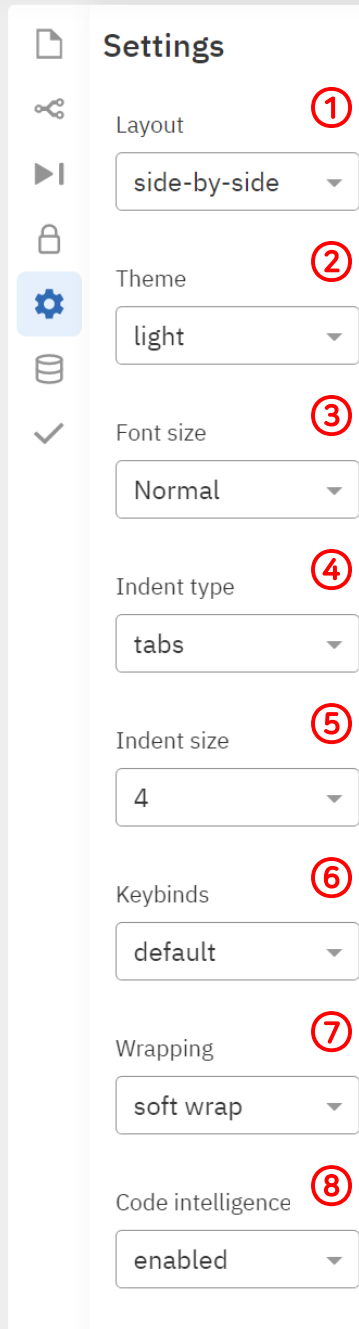 Settings
①
Layout
side-by-side
②
Theme
light
③
Font size
Normal
④
Indent type
tabs
⑤
Indent size
4
⑥
Keybinds
default
⑦
Wrapping
soft wrap
⑧
Code intelligence
enabled